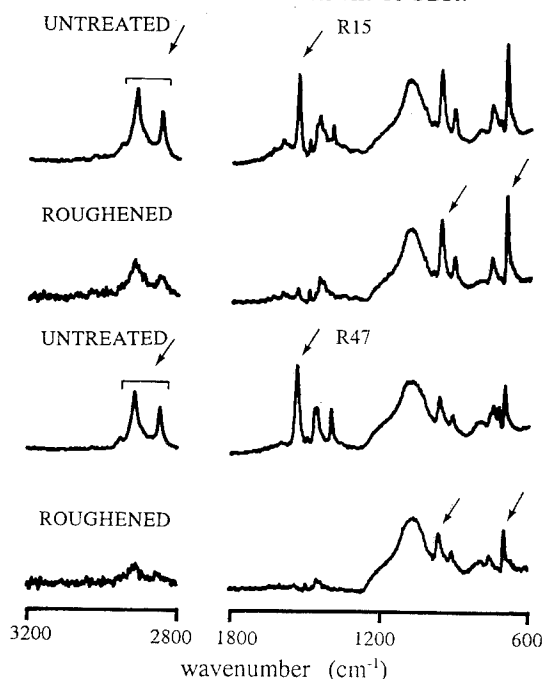 UNTREATED
R15
ROUGHENED
UNTREATED
R47
ROUGHENED
3200 2800 1800 1200 600
wavenumber (cm⁻¹)